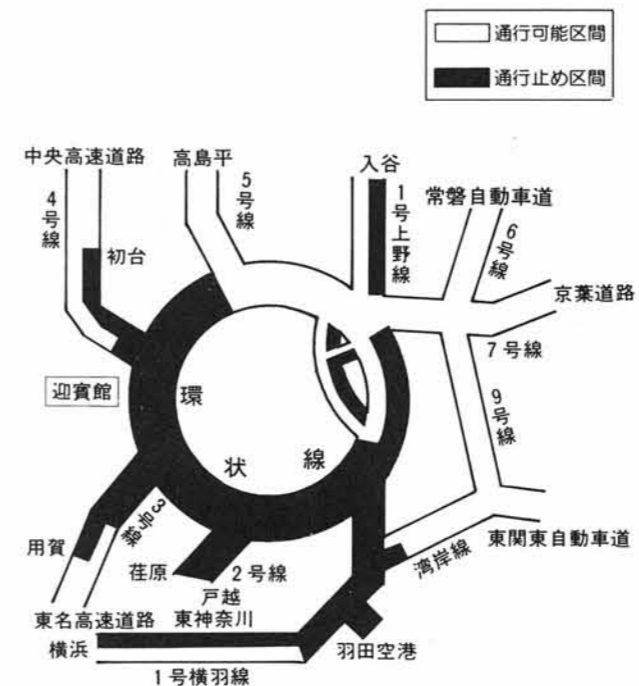 通行可能区間
通行止め区間
中央高速道路
高島平
入谷
常磐自動車道
4号線
5号線
1号上野線
6号線
初台
京葉道路
7号線
迎賓館
環状線
9号線
3号線
用賀
荏原
2号線
戸越
湾岸線
東関東自動車道
東名高速道路
東神奈川
横浜
羽田空港
1号横羽線